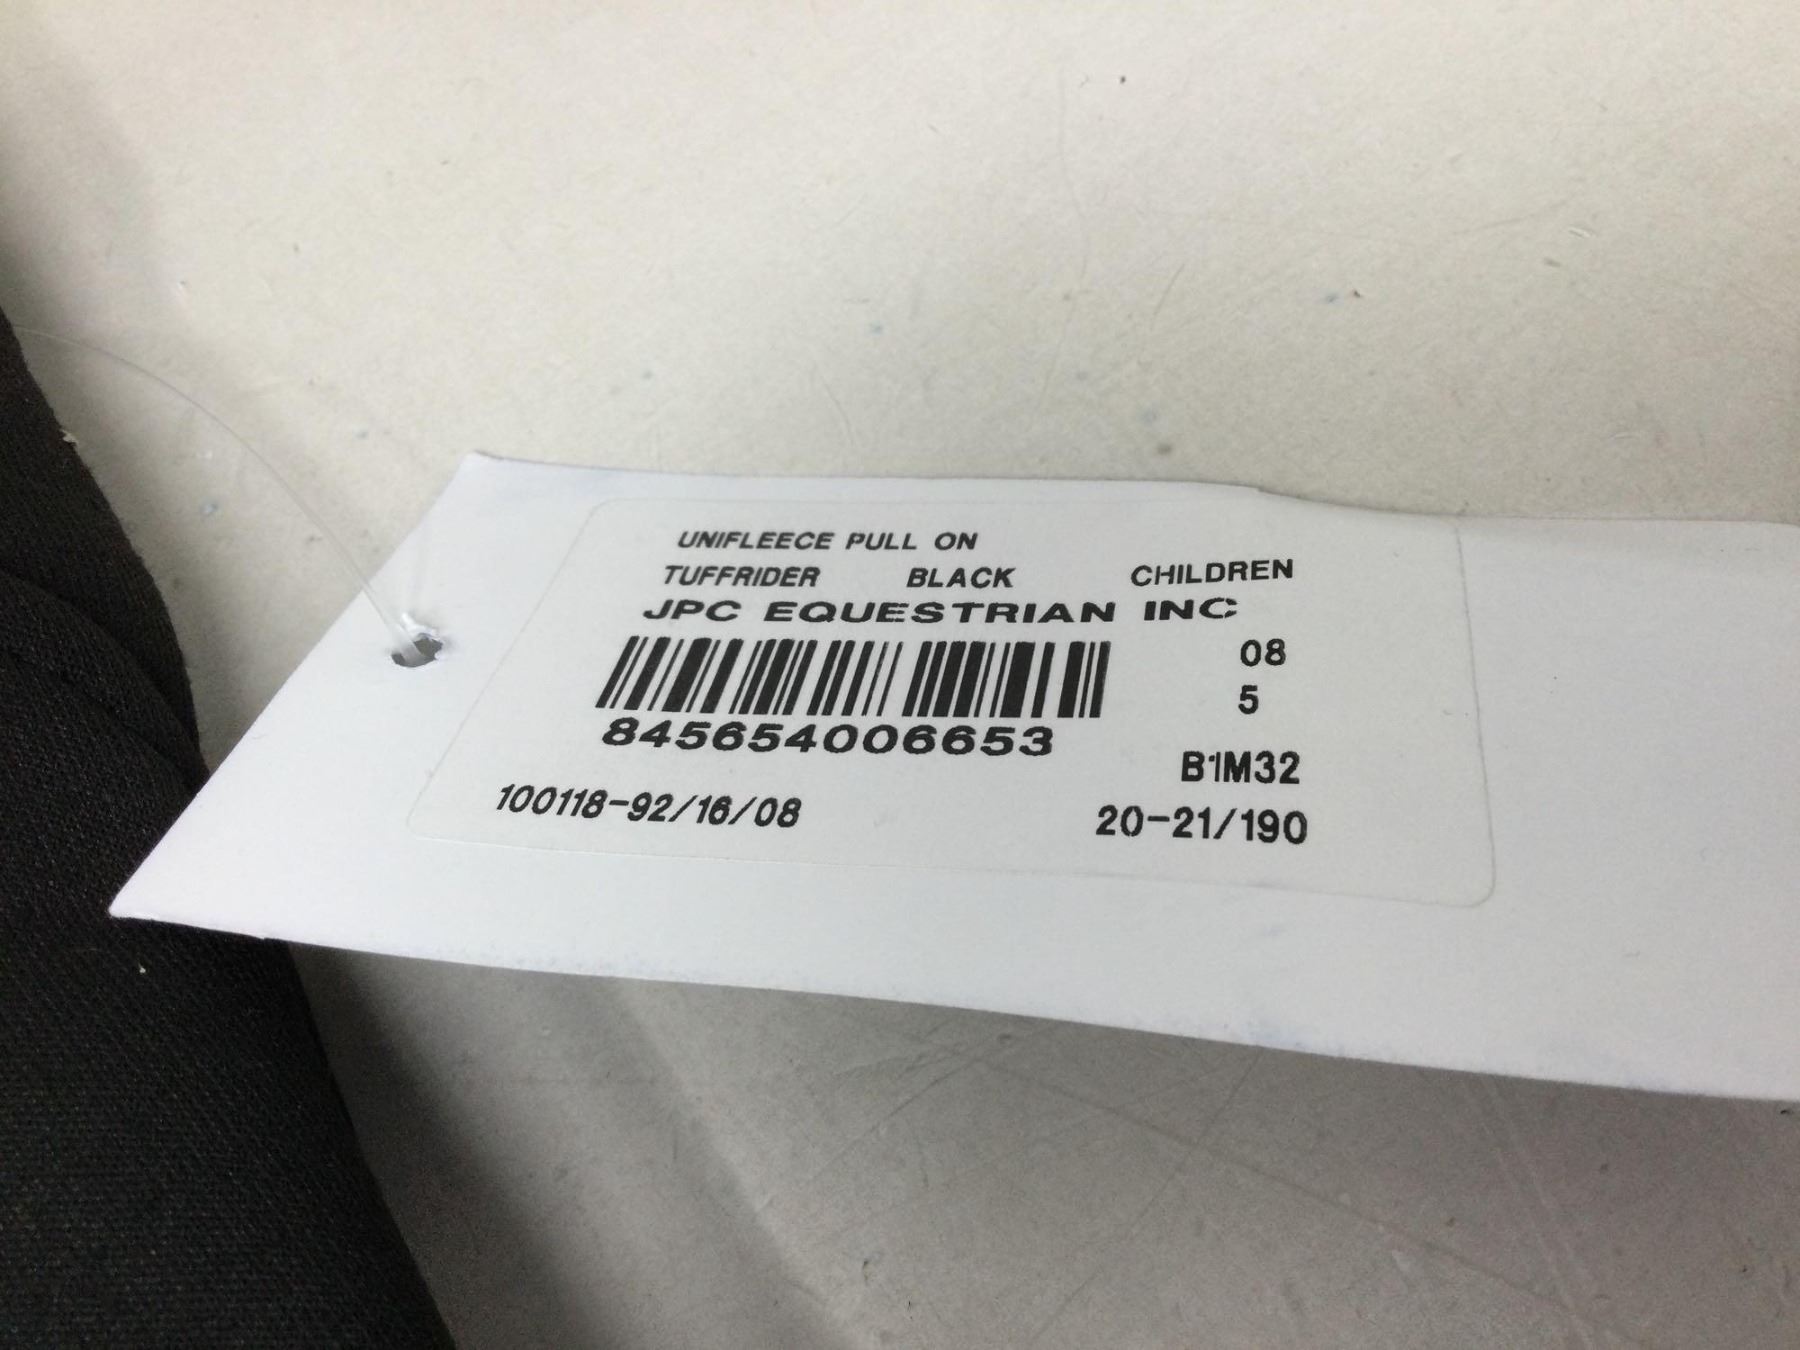 UNIFLEECE PULL ON
TUFFRIDER BLACK CHILDREN
JPC EQUESTRIAN INC
08
5
845654006653
B1M32
100118-92/16/08 20-21/190